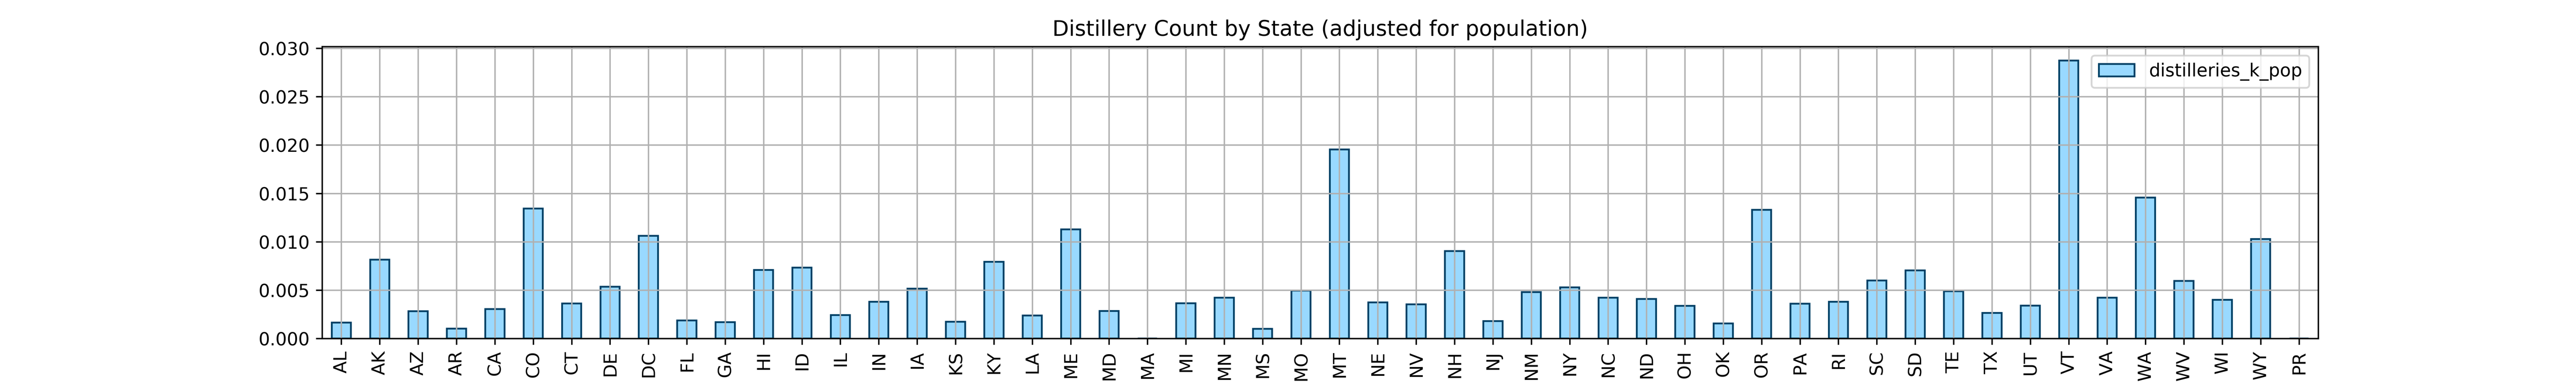 Distillery Count by State (adjusted for population)
0.030
0.025
0.020
0.015
0.010
0.005
0.000
distilleries_k_pop
AL AK AZ AR CA CO CT DE DC FL GA HI ID IL IN IA KS KY LA ME MD MA MI MN MS MO MT NE NV NH NJ NM NY NC ND OH OK OR PA RI SC SD TE TX UT VT VA WA WV WI WY PR